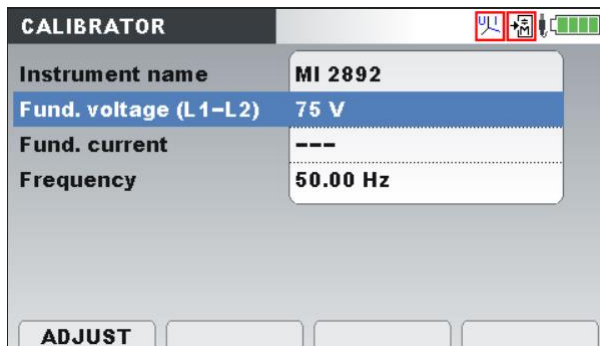 CALIBRATOR
Instrument name MI 2892
Fund. voltage (L1-L2) 75 V
Fund. current ---
Frequency 50.00 Hz
ADJUST